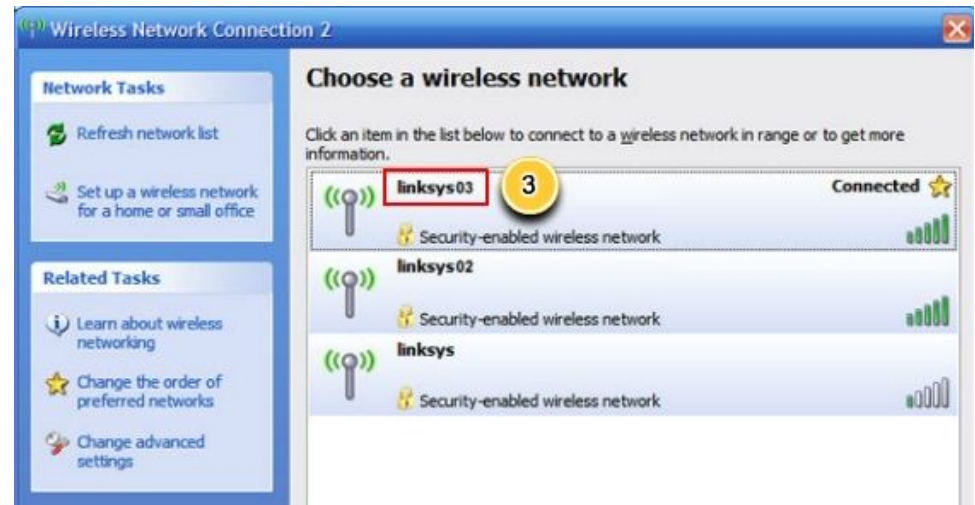 Wireless Network Connection 2
Network Tasks
Refresh network list
Set up a wireless network
for a home or small office
Related Tasks
Learn about wireless
networking
Change the order of
preferred networks
Change advanced
settings
Choose a wireless network
Click an item in the list below to connect to a wireless network in range or to get more
information.
linksys03
3
Connected
Security-enabled wireless network
linksys02
Security-enabled wireless network
linksys
Security-enabled wireless network